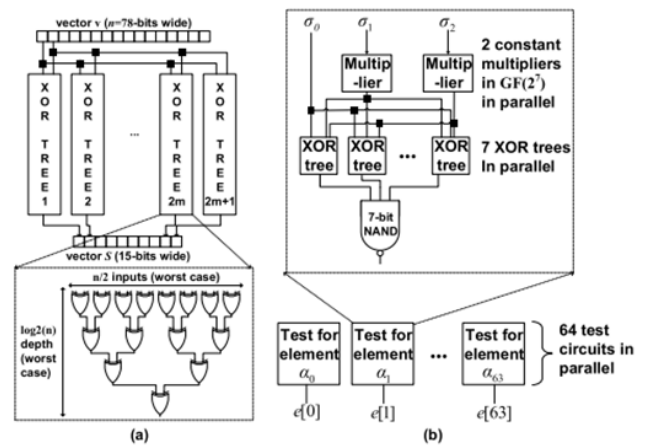 vector v (n=78-bits wide)
XOR TREE 1
XOR TREE 2
...
XOR TREE 2m
XOR TREE 2m+1
vector S (15-bits wide)
n/2 inputs (worst case)
log2(n)
depth
(worst
case)
(a)
σ0
σ1
σ2
Multip
-lier
Multip
-lier
2 constant
multipliers
in GF(2^7)
in parallel
XOR
tree
XOR
tree
...
XOR
tree
7 XOR trees
In parallel
7-bit
NAND
Test for
element
α0
Test for
element
α1
...
Test for
element
α63
64 test
circuits in
parallel
e[0]
e[1]
e[63]
(b)